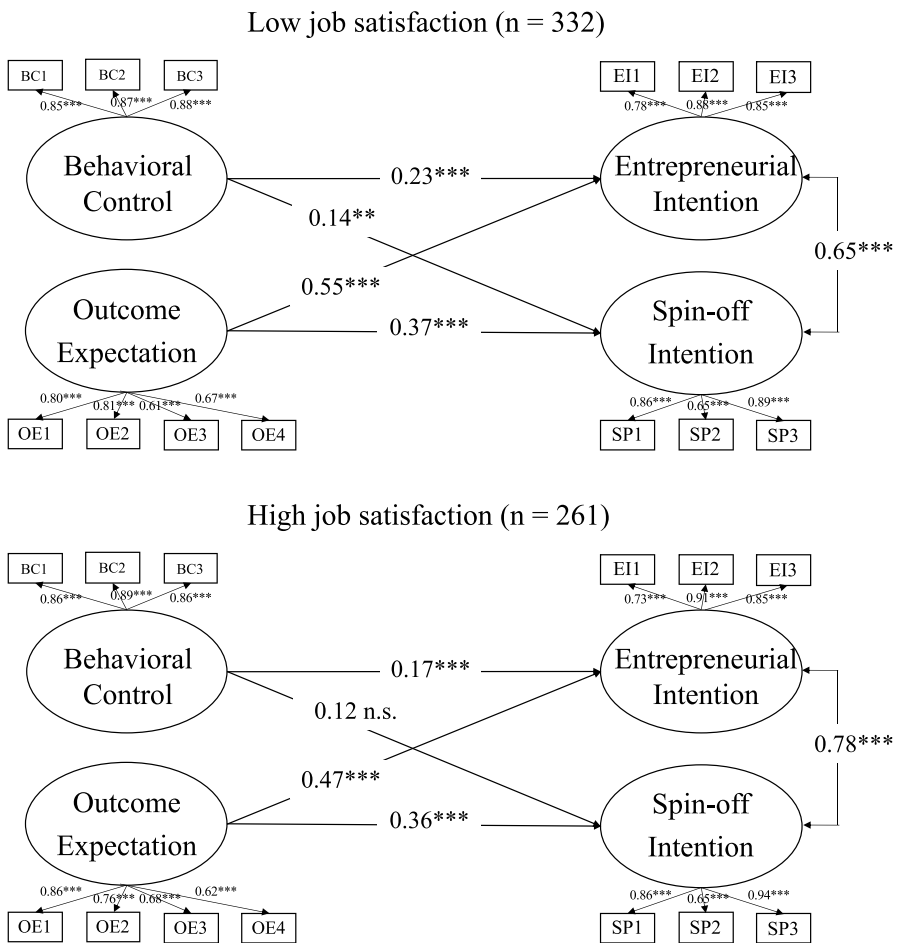 Low job satisfaction (n = 332)
BC1 BC2 BC3 EI1 EI2 EI3
0.85*** 0.87*** 0.88*** 0.78*** 0.88*** 0.85***
Behavioral
Control
0.23***
Entrepreneurial
Intention
0.14**
0.65***
0.55***
Outcome
Expectation
0.37***
Spin-off
Intention
0.80*** 0.81*** 0.61*** 0.67*** 0.86*** 0.65*** 0.89***
OE1 OE2 OE3 OE4 SP1 SP2 SP3
High job satisfaction (n = 261)
BC1 BC2 BC3 EI1 EI2 EI3
0.86*** 0.89*** 0.86*** 0.73*** 0.91*** 0.85***
Behavioral
Control
0.17***
Entrepreneurial
Intention
0.12 n.s.
0.78***
0.47***
Outcome
Expectation
0.36***
Spin-off
Intention
0.86*** 0.76*** 0.68*** 0.62*** 0.86*** 0.65*** 0.94***
OE1 OE2 OE3 OE4 SP1 SP2 SP3